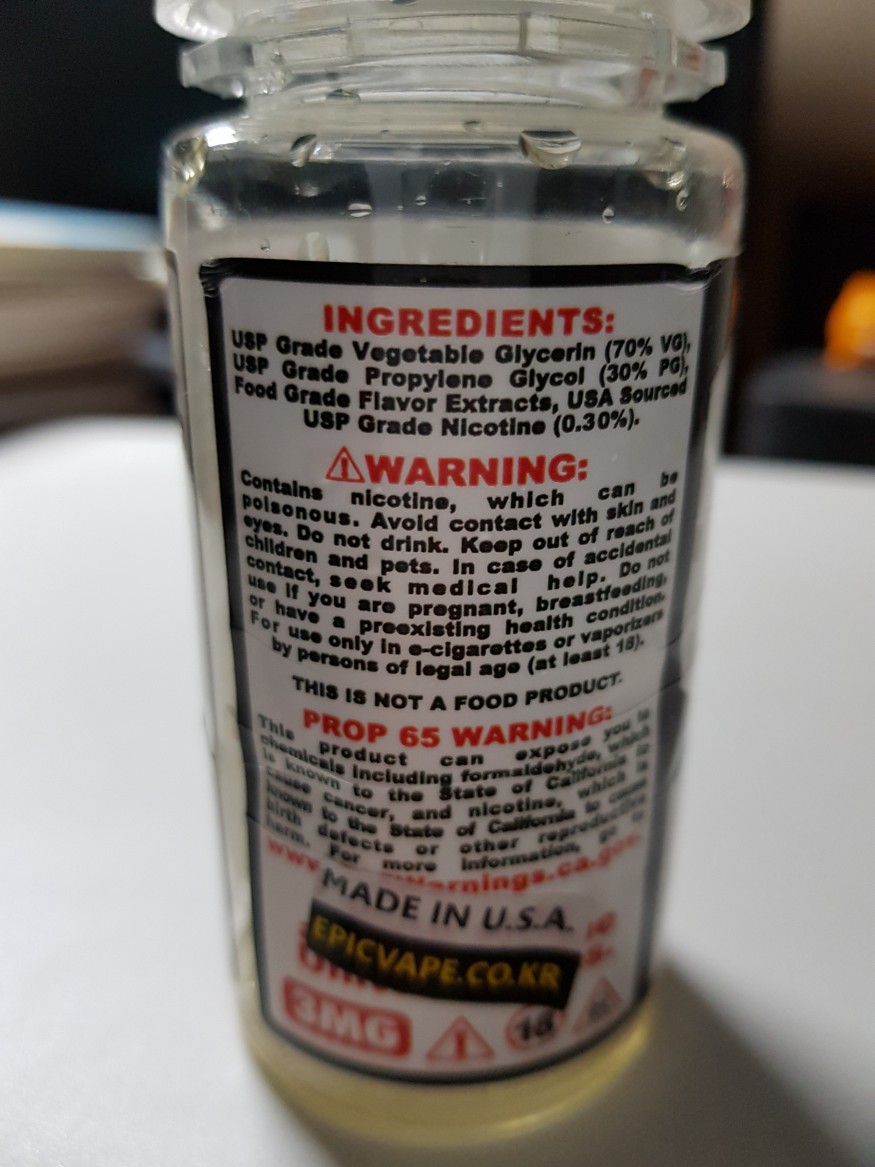 INGREDIENTS:
USP Grade Vegetable Glycerin (70% VG),
USP Grade Propylene Glycol (30% PG),
Food Grade Flavor Extracts, USA Sourced
USP Grade Nicotine (0.30%).
WARNING:
Contains nicotine, which can be
poisonous. Avoid contact with skin and
eyes. Do not drink. Keep out of reach of
children and pets. In case of accidental
contact, seek medical help. Do not
use if you are pregnant, breastfeeding,
or have a preexisting health condition.
For use only in e-cigarettes or vaporizers
by persons of legal age (at least 18).
THIS IS NOT A FOOD PRODUCT.
PROP 65 WARNING:
This product can expose you to
chemicals including formaldehyde, which
is known to the State of California to
cause cancer, and nicotine, which is
known to the State of California to cause
birth defects or other reproductive
harm. For more information, go to
Warnings.ca.gov.
MADE IN U.S.A.
EPICVAPE.CO.KR
3MG
18